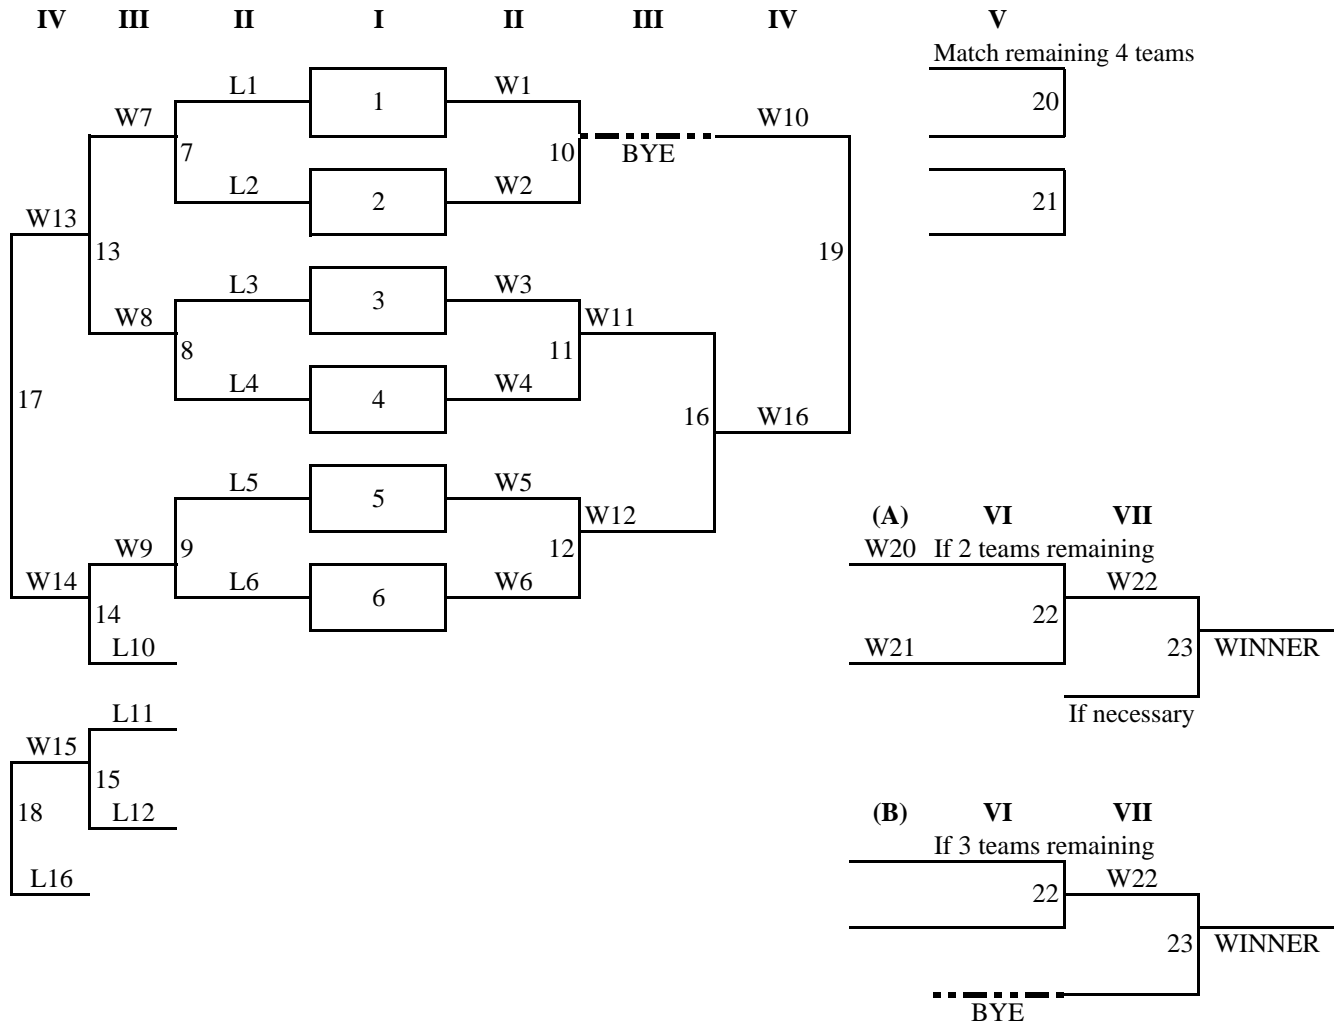 IV III II I II III IV V
Match remaining 4 teams
L1 1 W1 20
W7 W10
7 10 BYE
L2 2 W2 21
W13
13 19
L3 3 W3
W8 W11
8 11
L4 4 W4
17
16 W16
L5 5 W5
W12 (A) VI VII
W9 9 12 W20 If 2 teams remaining
W14 L6 6 W6 W22
14 22
L10 W21 23 WINNER
L11 If necessary
W15
15
18 L12 (B) VI VII
If 3 teams remaining
L16 22 W22
23 WINNER
BYE